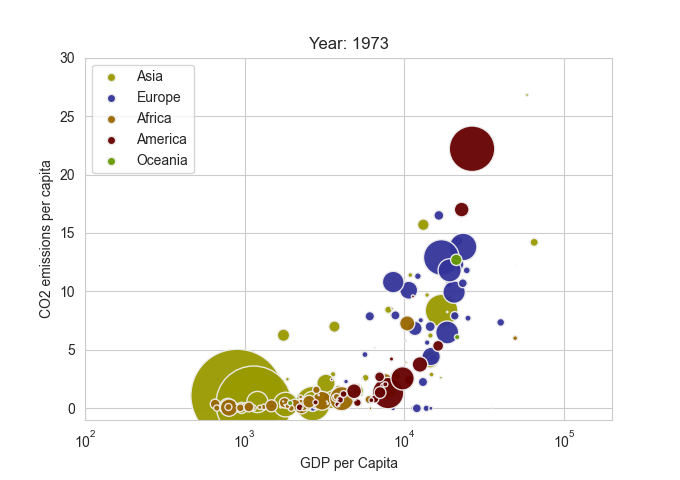 Year: 1973
Asia
Europe
Africa
America
Oceania
CO2 emissions per capita
30
25
20
15
10
5
0
10²
10³
10⁴
10⁵
GDP per Capita